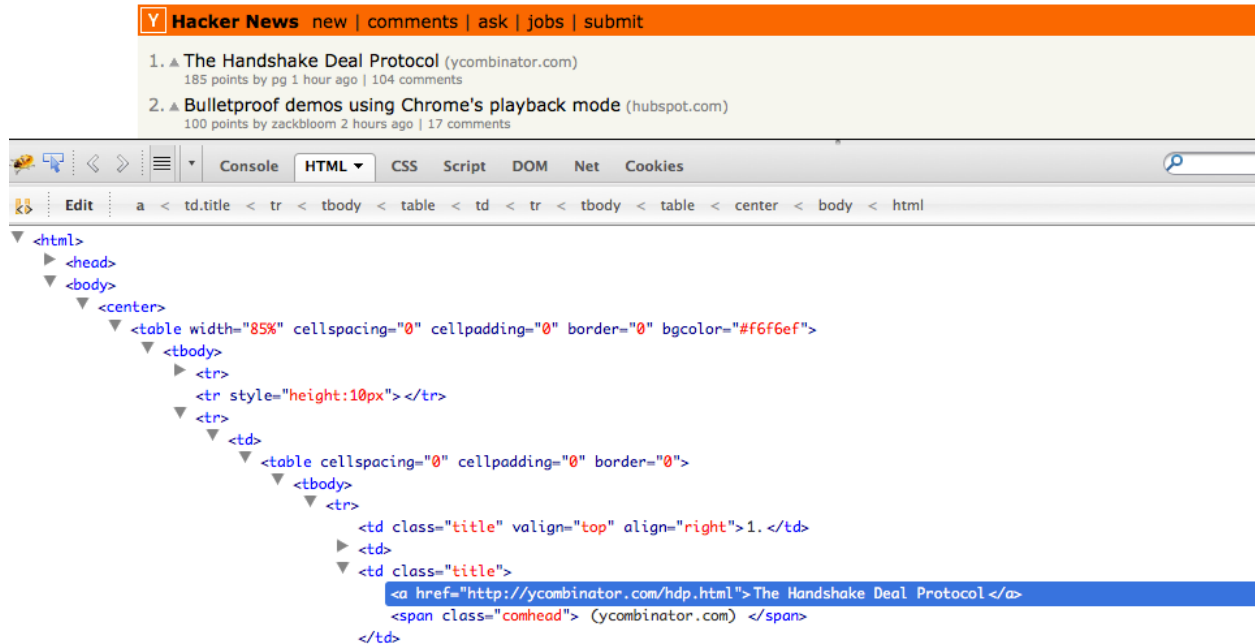 Y Hacker News new | comments | ask | jobs | submit
1. ▲ The Handshake Deal Protocol (ycombinator.com)
185 points by pg 1 hour ago | 104 comments
2. ▲ Bulletproof demos using Chrome's playback mode (hubspot.com)
100 points by zackbloom 2 hours ago | 17 comments
Console HTML ▼ CSS Script DOM Net Cookies
Edit a < td.title < tr < tbody < table < td < tr < tbody < table < center < body < html
<html>
<head>
<body>
<center>
<table width="85%" cellspacing="0" cellpadding="0" border="0" bgcolor="#f6f6ef">
<tbody>
<tr>
<tr style="height:10px"></tr>
<tr>
<td>
<table cellspacing="0" cellpadding="0" border="0">
<tbody>
<tr>
<td class="title" valign="top" align="right">1.</td>
<td>
<td class="title">
<a href="http://ycombinator.com/hdp.html">The Handshake Deal Protocol</a>
<span class="comhead"> (ycombinator.com) </span>
</td>